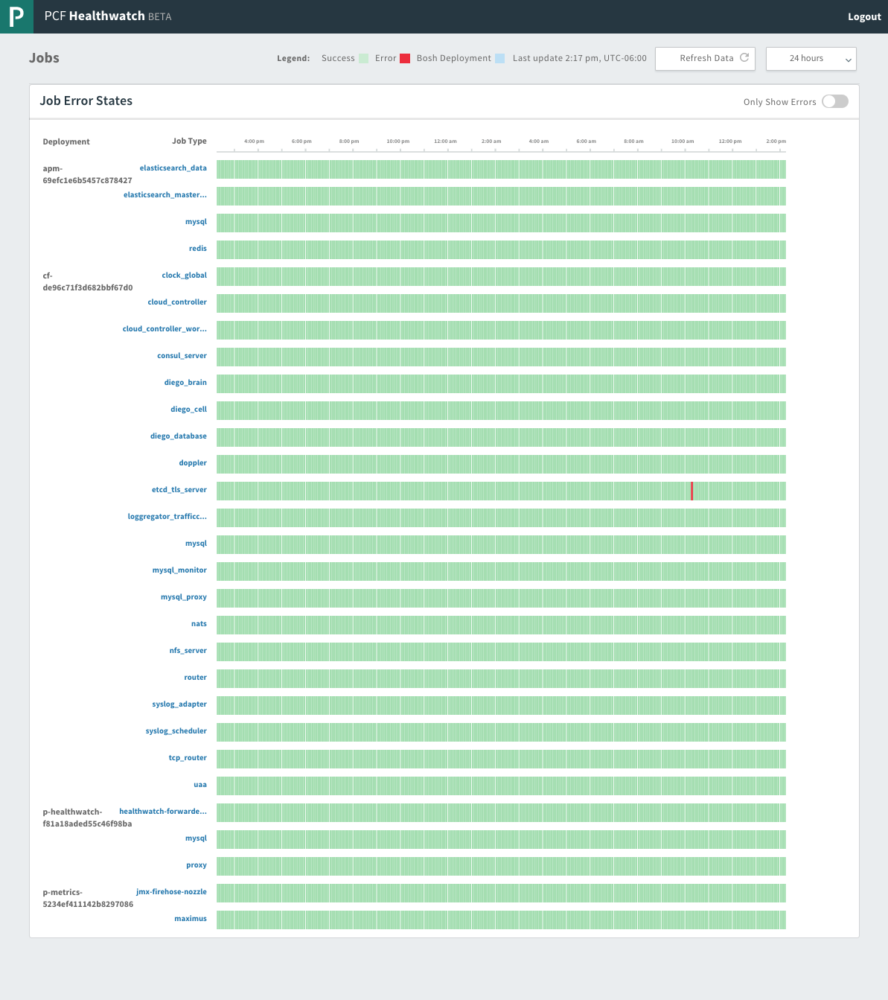 P PCF Healthwatch BETA Logout
Jobs Legend: Success Error Bosh Deployment Last update 2:17 pm, UTC-06:00 Refresh Data 24 hours
Job Error States Only Show Errors
Deployment Job Type 4:00 pm 6:00 pm 8:00 pm 10:00 pm 12:00 am 2:00 am 4:00 am 6:00 am 8:00 am 10:00 am 12:00 pm 2:00 pm
apm- elasticsearch_data
69efc1e6b5457c878427
elasticsearch_master...
mysql
redis
cf- clock_global
de96c71f3d682bbf67d0
cloud_controller
cloud_controller_wor...
consul_server
diego_brain
diego_cell
diego_database
doppler
etcd_tls_server
loggregator_trafficc...
mysql
mysql_monitor
mysql_proxy
nats
nfs_server
router
syslog_adapter
syslog_scheduler
tcp_router
uaa
p-healthwatch- healthwatch-forwarde...
f81a18aded55c46f98ba
mysql
proxy
p-metrics- jmx-firehose-nozzle
5234ef411142b8297086
maximus